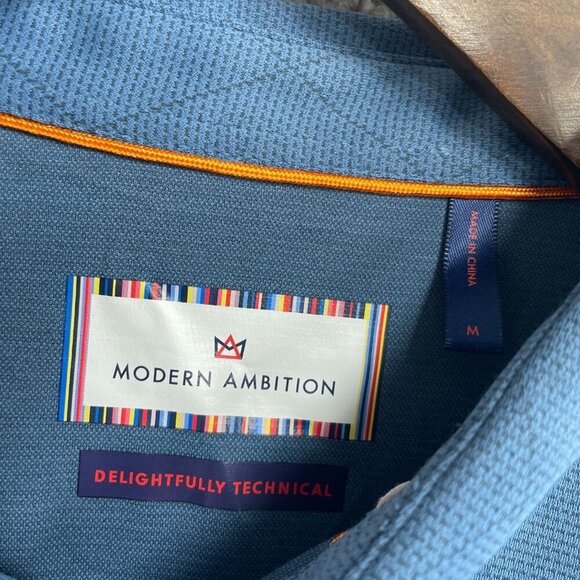 MADE IN CHINA
M
MODERN AMBITION
DELIGHTFULLY TECHNICAL